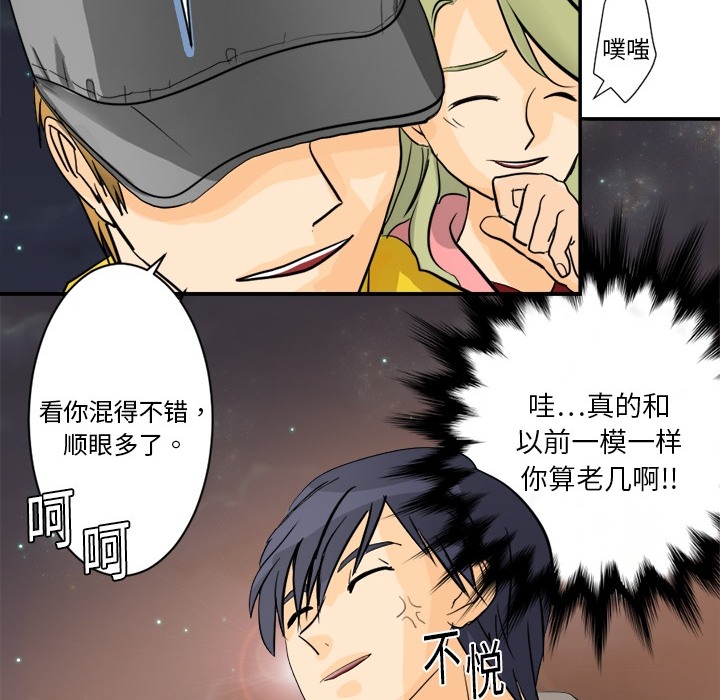 噗嗤
看你混得不错，
顺眼多了。
呵
呵
哇...真的和
以前一模一样
你算老几啊!!
不悦